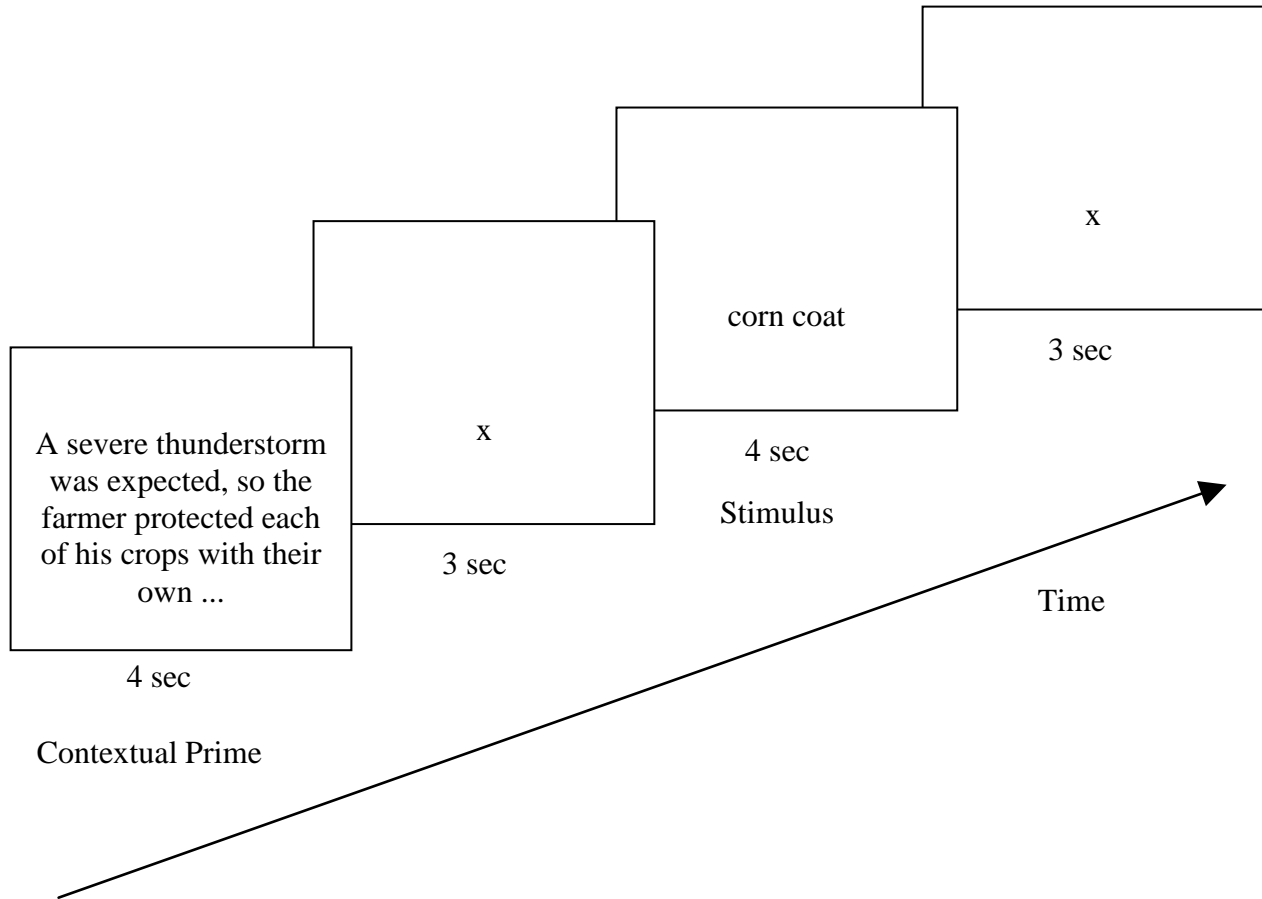 A severe thunderstorm
was expected, so the
farmer protected each
of his crops with their
own ...
4 sec
Contextual Prime
x
3 sec
corn coat
4 sec
Stimulus
x
3 sec
Time